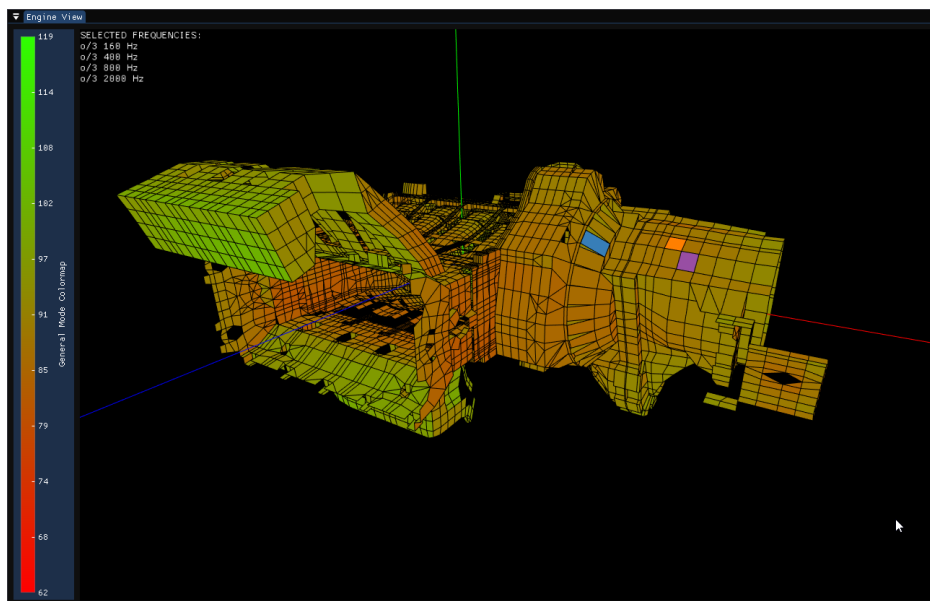 Engine View
SELECTED FREQUENCIES:
o/3 160 Hz
o/3 400 Hz
o/3 800 Hz
o/3 2000 Hz
119
114
108
102
97
91
85
79
74
68
62
General Mode Colormap